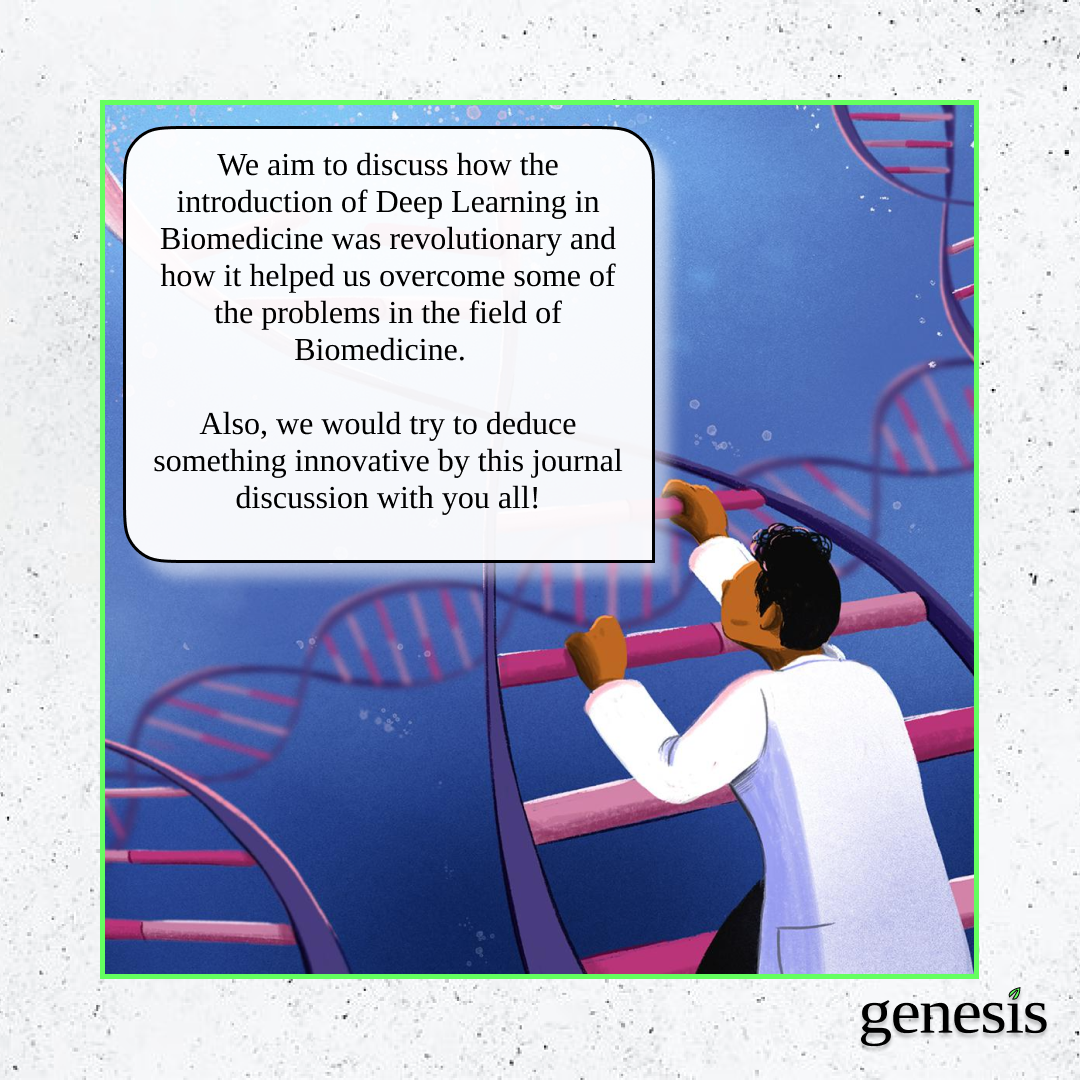 We aim to discuss how the
introduction of Deep Learning in
Biomedicine was revolutionary and
how it helped us overcome some of
the problems in the field of
Biomedicine.
Also, we would try to deduce
something innovative by this journal
discussion with you all!
genesis